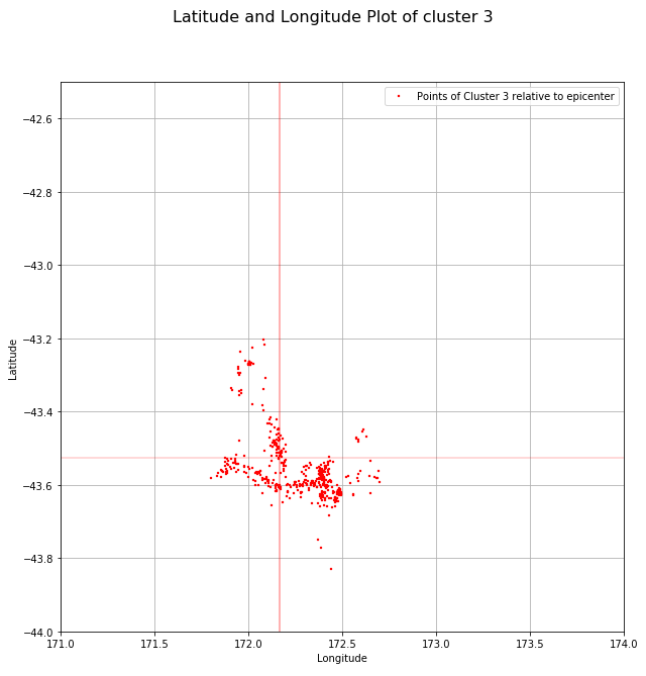 Latitude and Longitude Plot of cluster 3
Points of Cluster 3 relative to epicenter
−42.6
−42.8
−43.0
−43.2
−43.4
−43.6
−43.8
−44.0
Latitude
171.0 171.5 172.0 172.5 173.0 173.5 174.0
Longitude